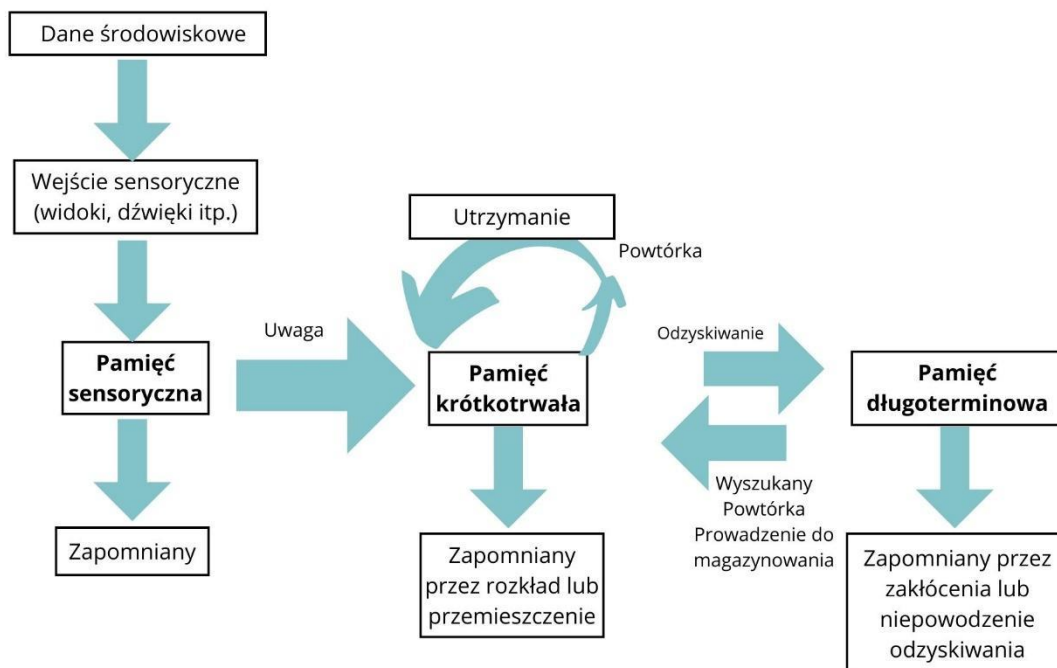 Dane środowiskowe
Wejście sensoryczne
(widoki, dźwięki itp.)
Utrzymanie
Powtórka
Uwaga
Odzyskiwanie
Pamięć
sensoryczna
Pamięć
krótkotrwała
Pamięć
długoterminowa
Wyszukany
Powtórka
Prowadzenie do
magazynowania
Zapomniany
Zapomniany
przez rozkład lub
przemieszczenie
Zapomniany przez
zakłócenia lub
niepowodzenie
odzyskiwania